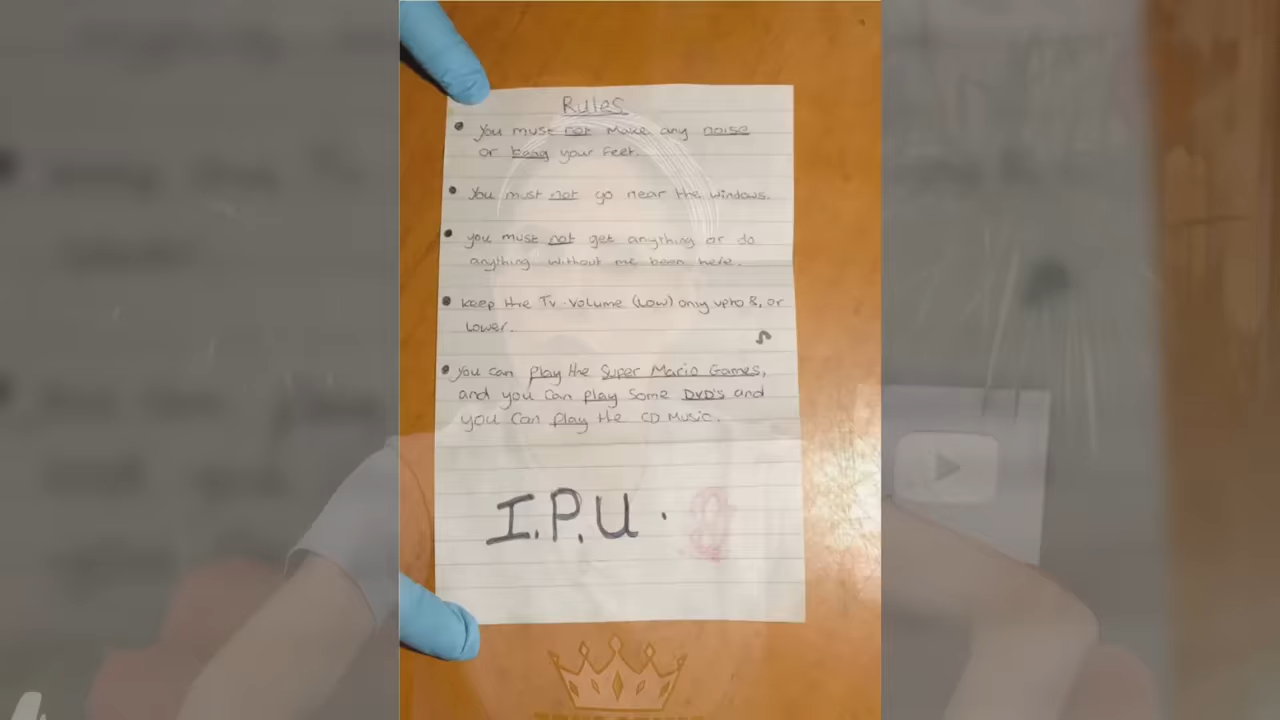 Rules
• You must not make any noise
or bang your feet.
• You must not go near the windows.
• you must not get anything or do
anything without me been here.
• keep the Tv Volume (Low) only upto 8, or
Lower.
• You can play the Super Mario Games,
and you can play some DVD's and
you can play the CD Music.
I.P.U.